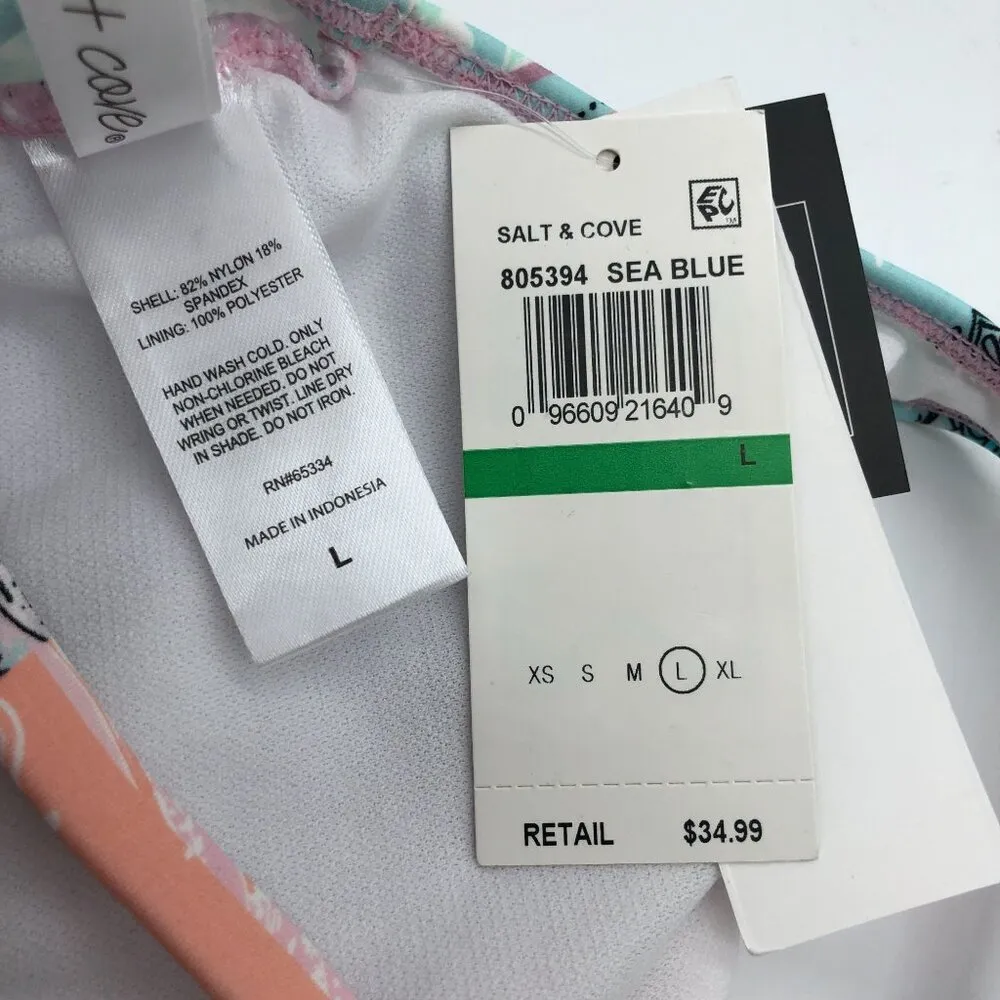 + cove®
SHELL: 82% NYLON 18%
SPANDEX
LINING: 100% POLYESTER
HAND WASH COLD. ONLY
NON-CHLORINE BLEACH
WHEN NEEDED. DO NOT
WRING OR TWIST. LINE DRY
IN SHADE. DO NOT IRON.
RN#65334
MADE IN INDONESIA
L
EPC™
SALT & COVE
805394 SEA BLUE
0 96609 21640 9
L
XS S M L XL
RETAIL $34.99